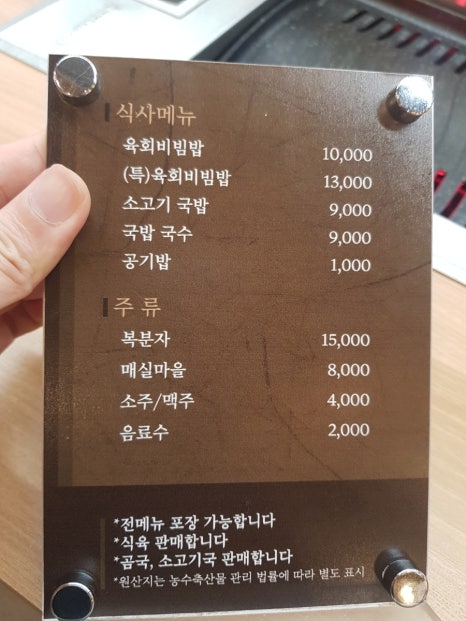 식사메뉴
육회비빔밥 10,000
(특)육회비빔밥 13,000
소고기 국밥 9,000
국밥 국수 9,000
공기밥 1,000
주 류
복분자 15,000
매실마을 8,000
소주/맥주 4,000
음료수 2,000
*전메뉴 포장 가능합니다
*식육 판매합니다
*곰국, 소고기국 판매합니다
*원산지는 농수축산물 관리 법률에 따라 별도 표시